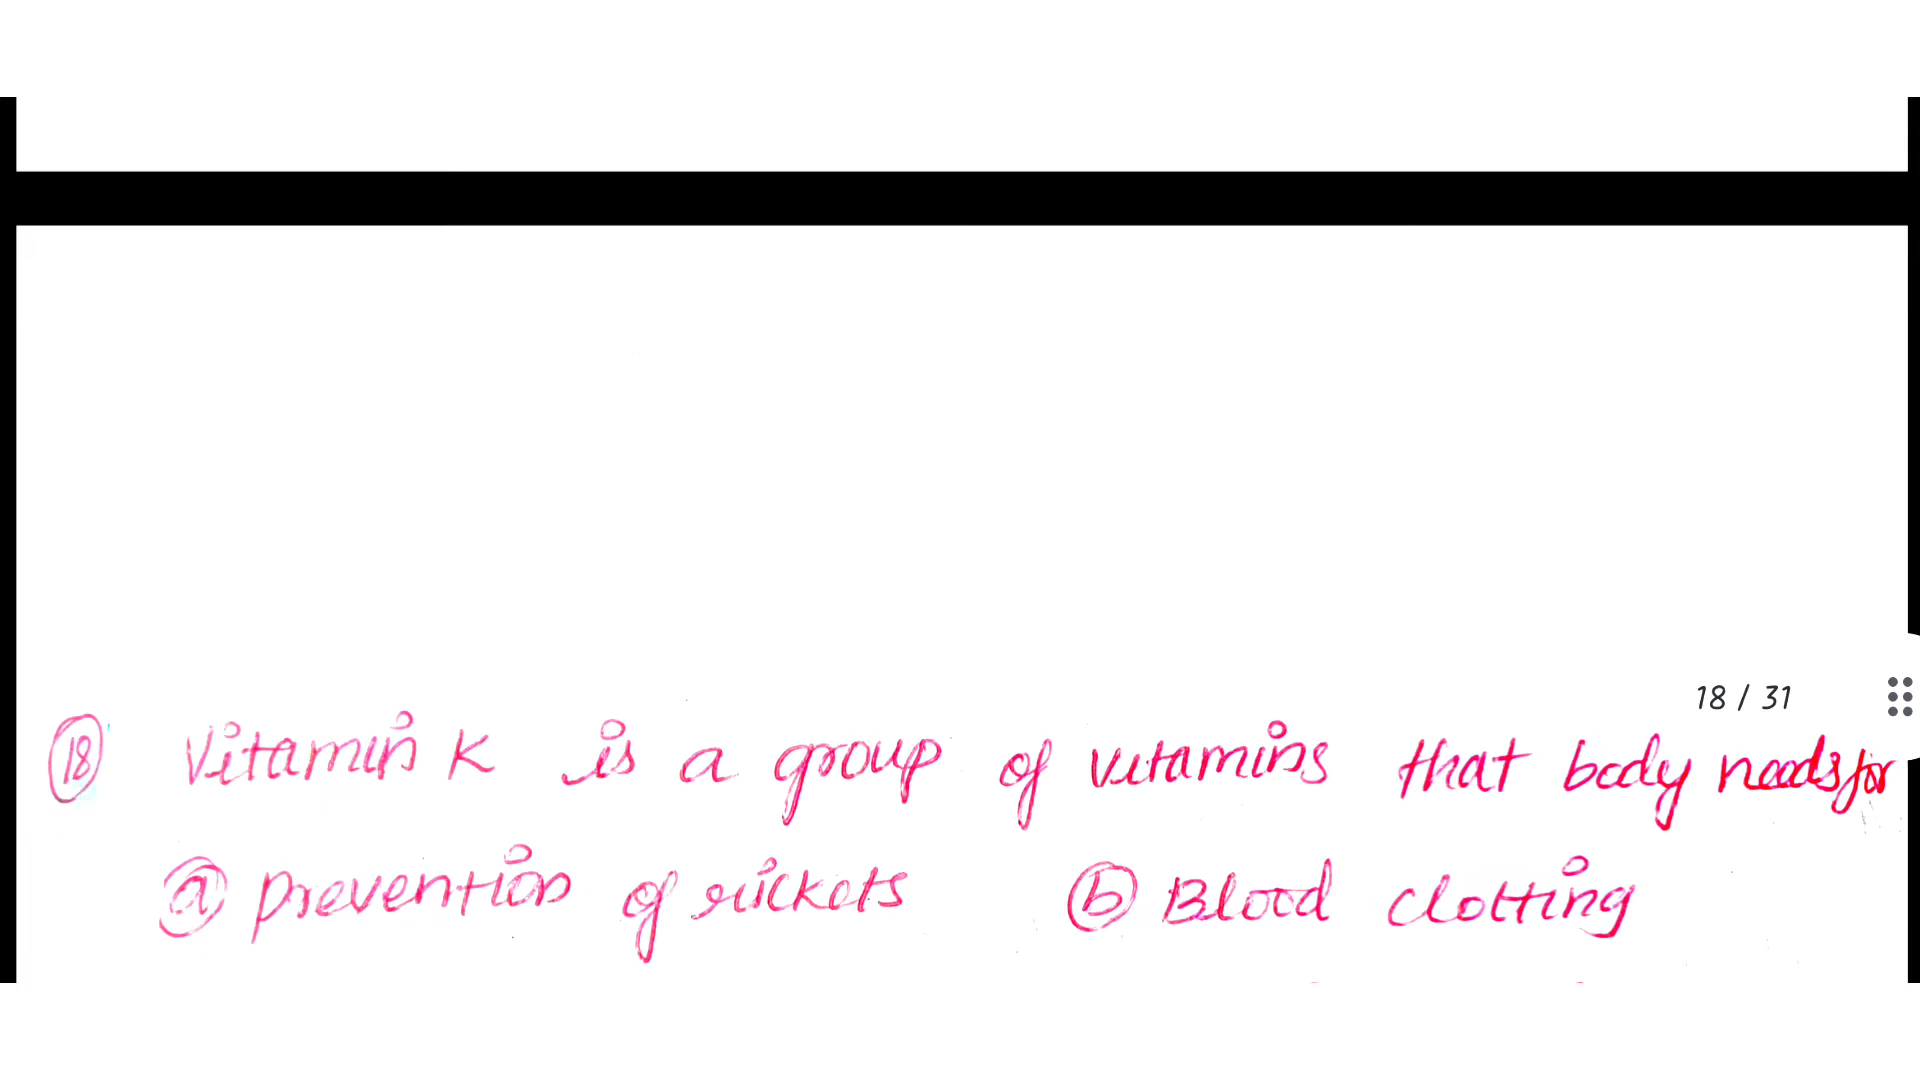 18 / 31
18 Vitamin K is a group of vitamins that body needs for
a prevention of rickets b Blood clotting